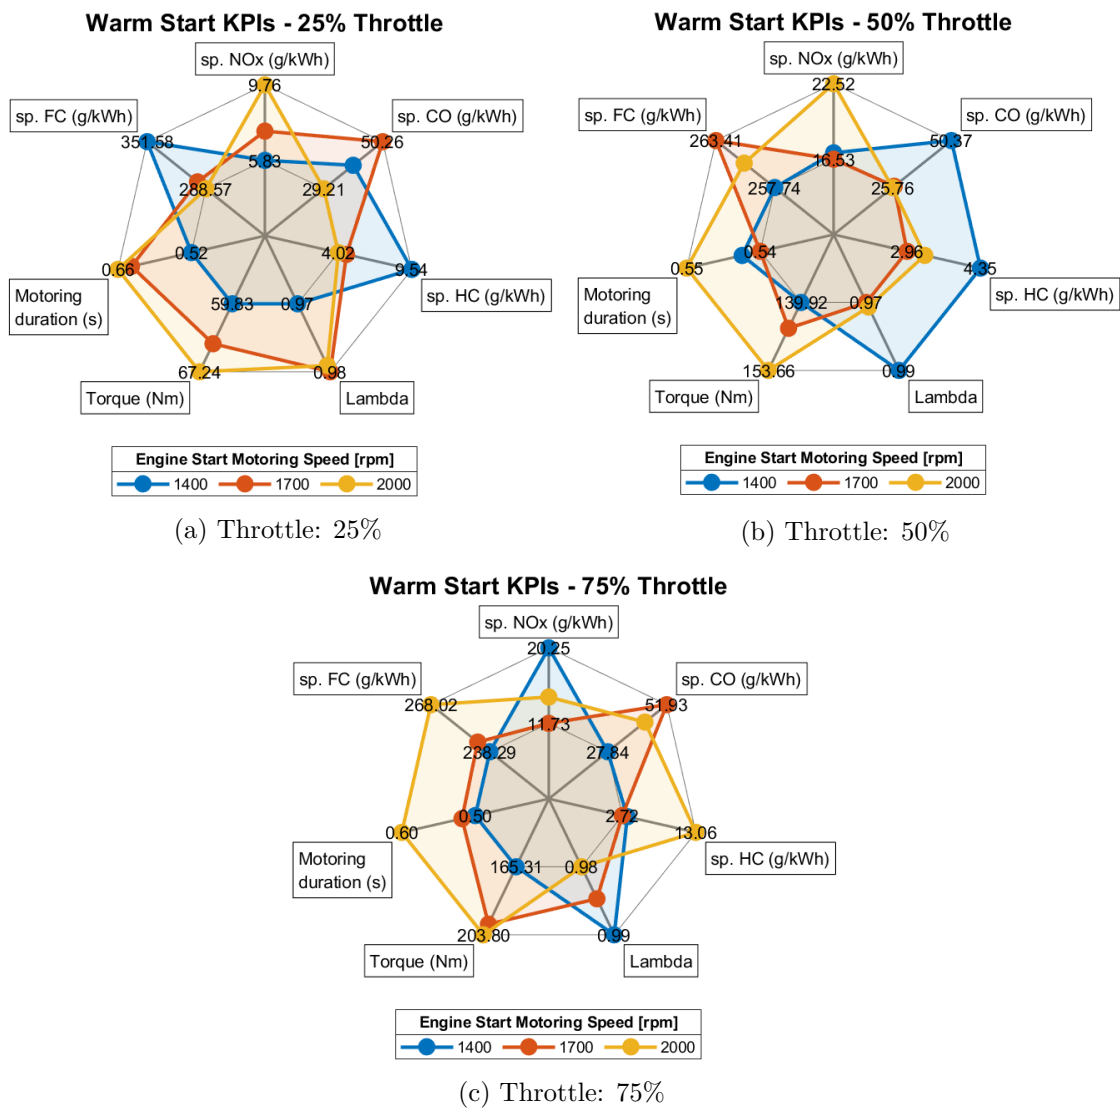 Warm Start KPIs - 25% Throttle
sp. NOx (g/kWh)
9.76
sp. FC (g/kWh)
sp. CO (g/kWh)
351.58
50.26
5.83
288.57
29.21
0.52
4.02
0.66
9.54
Motoring
duration (s)
sp. HC (g/kWh)
59.83
0.97
67.24
0.98
Torque (Nm)
Lambda
Engine Start Motoring Speed [rpm]
1400 1700 2000
(a) Throttle: 25%
Warm Start KPIs - 50% Throttle
sp. NOx (g/kWh)
22.52
sp. FC (g/kWh)
sp. CO (g/kWh)
263.41
50.37
16.53
257.74
25.76
0.54
2.96
0.55
4.35
Motoring
duration (s)
sp. HC (g/kWh)
139.92
0.97
153.66
0.99
Torque (Nm)
Lambda
Engine Start Motoring Speed [rpm]
1400 1700 2000
(b) Throttle: 50%
Warm Start KPIs - 75% Throttle
sp. NOx (g/kWh)
20.25
sp. FC (g/kWh)
sp. CO (g/kWh)
268.02
51.93
11.73
238.29
27.84
0.50
2.72
0.60
13.06
Motoring
duration (s)
sp. HC (g/kWh)
165.31
0.98
203.80
0.99
Torque (Nm)
Lambda
Engine Start Motoring Speed [rpm]
1400 1700 2000
(c) Throttle: 75%